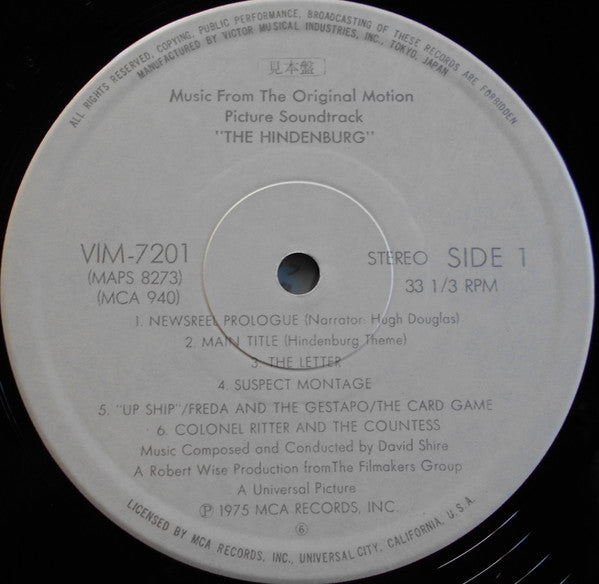 ALL RIGHTS RESERVED, COPYING, PUBLIC PERFORMANCE, BROADCASTING OF THESE RECORDS ARE FORBIDDEN
MANUFACTURED BY VICTOR MUSICAL INDUSTRIES, INC., TOKYO, JAPAN
見本盤
Music From The Original Motion
Picture Soundtrack
"THE HINDENBURG"
VIM-7201
(MAPS 8273)
(MCA 940)
STEREO SIDE 1
33 1/3 RPM
1. NEWSREEL PROLOGUE (Narrator: Hugh Douglas)
2. MAIN TITLE (Hindenburg Theme)
3. THE LETTER
4. SUSPECT MONTAGE
5. "UP SHIP"/FREDA AND THE GESTAPO/THE CARD GAME
6. COLONEL RITTER AND THE COUNTESS
Music Composed and Conducted by David Shire
A Robert Wise Production fromThe Filmakers Group
A Universal Picture
Ⓟ 1975 MCA RECORDS, INC.
⑥
LICENSED BY MCA RECORDS, INC., UNIVERSAL CITY, CALIFORNIA, U.S.A.